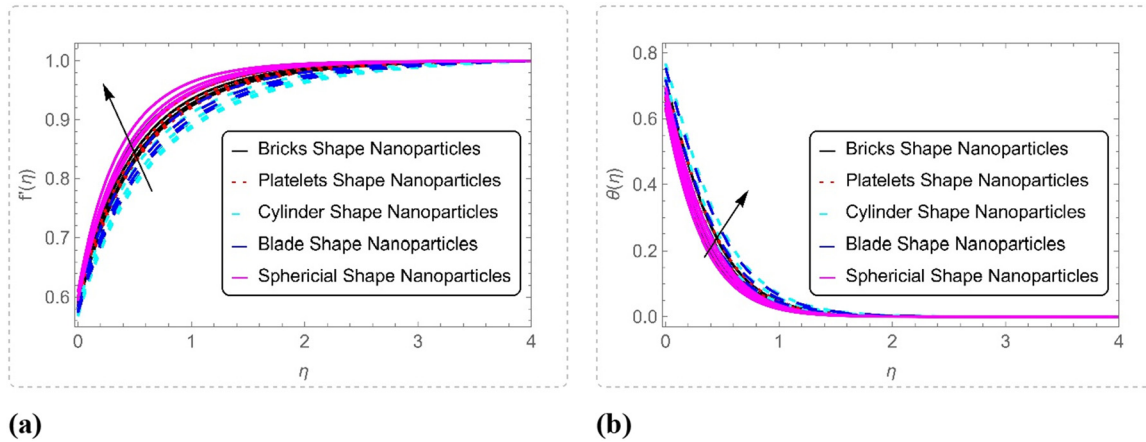 1.0
0.9
0.8
0.7
0.6
f'(η)
Bricks Shape Nanoparticles
Platelets Shape Nanoparticles
Cylinder Shape Nanoparticles
Blade Shape Nanoparticles
Sphericial Shape Nanoparticles
0 1 2 3 4
η
(a)
0.8
0.6
0.4
0.2
0.0
θ(η)
Bricks Shape Nanoparticles
Platelets Shape Nanoparticles
Cylinder Shape Nanoparticles
Blade Shape Nanoparticles
Sphericial Shape Nanoparticles
0 1 2 3 4
η
(b)